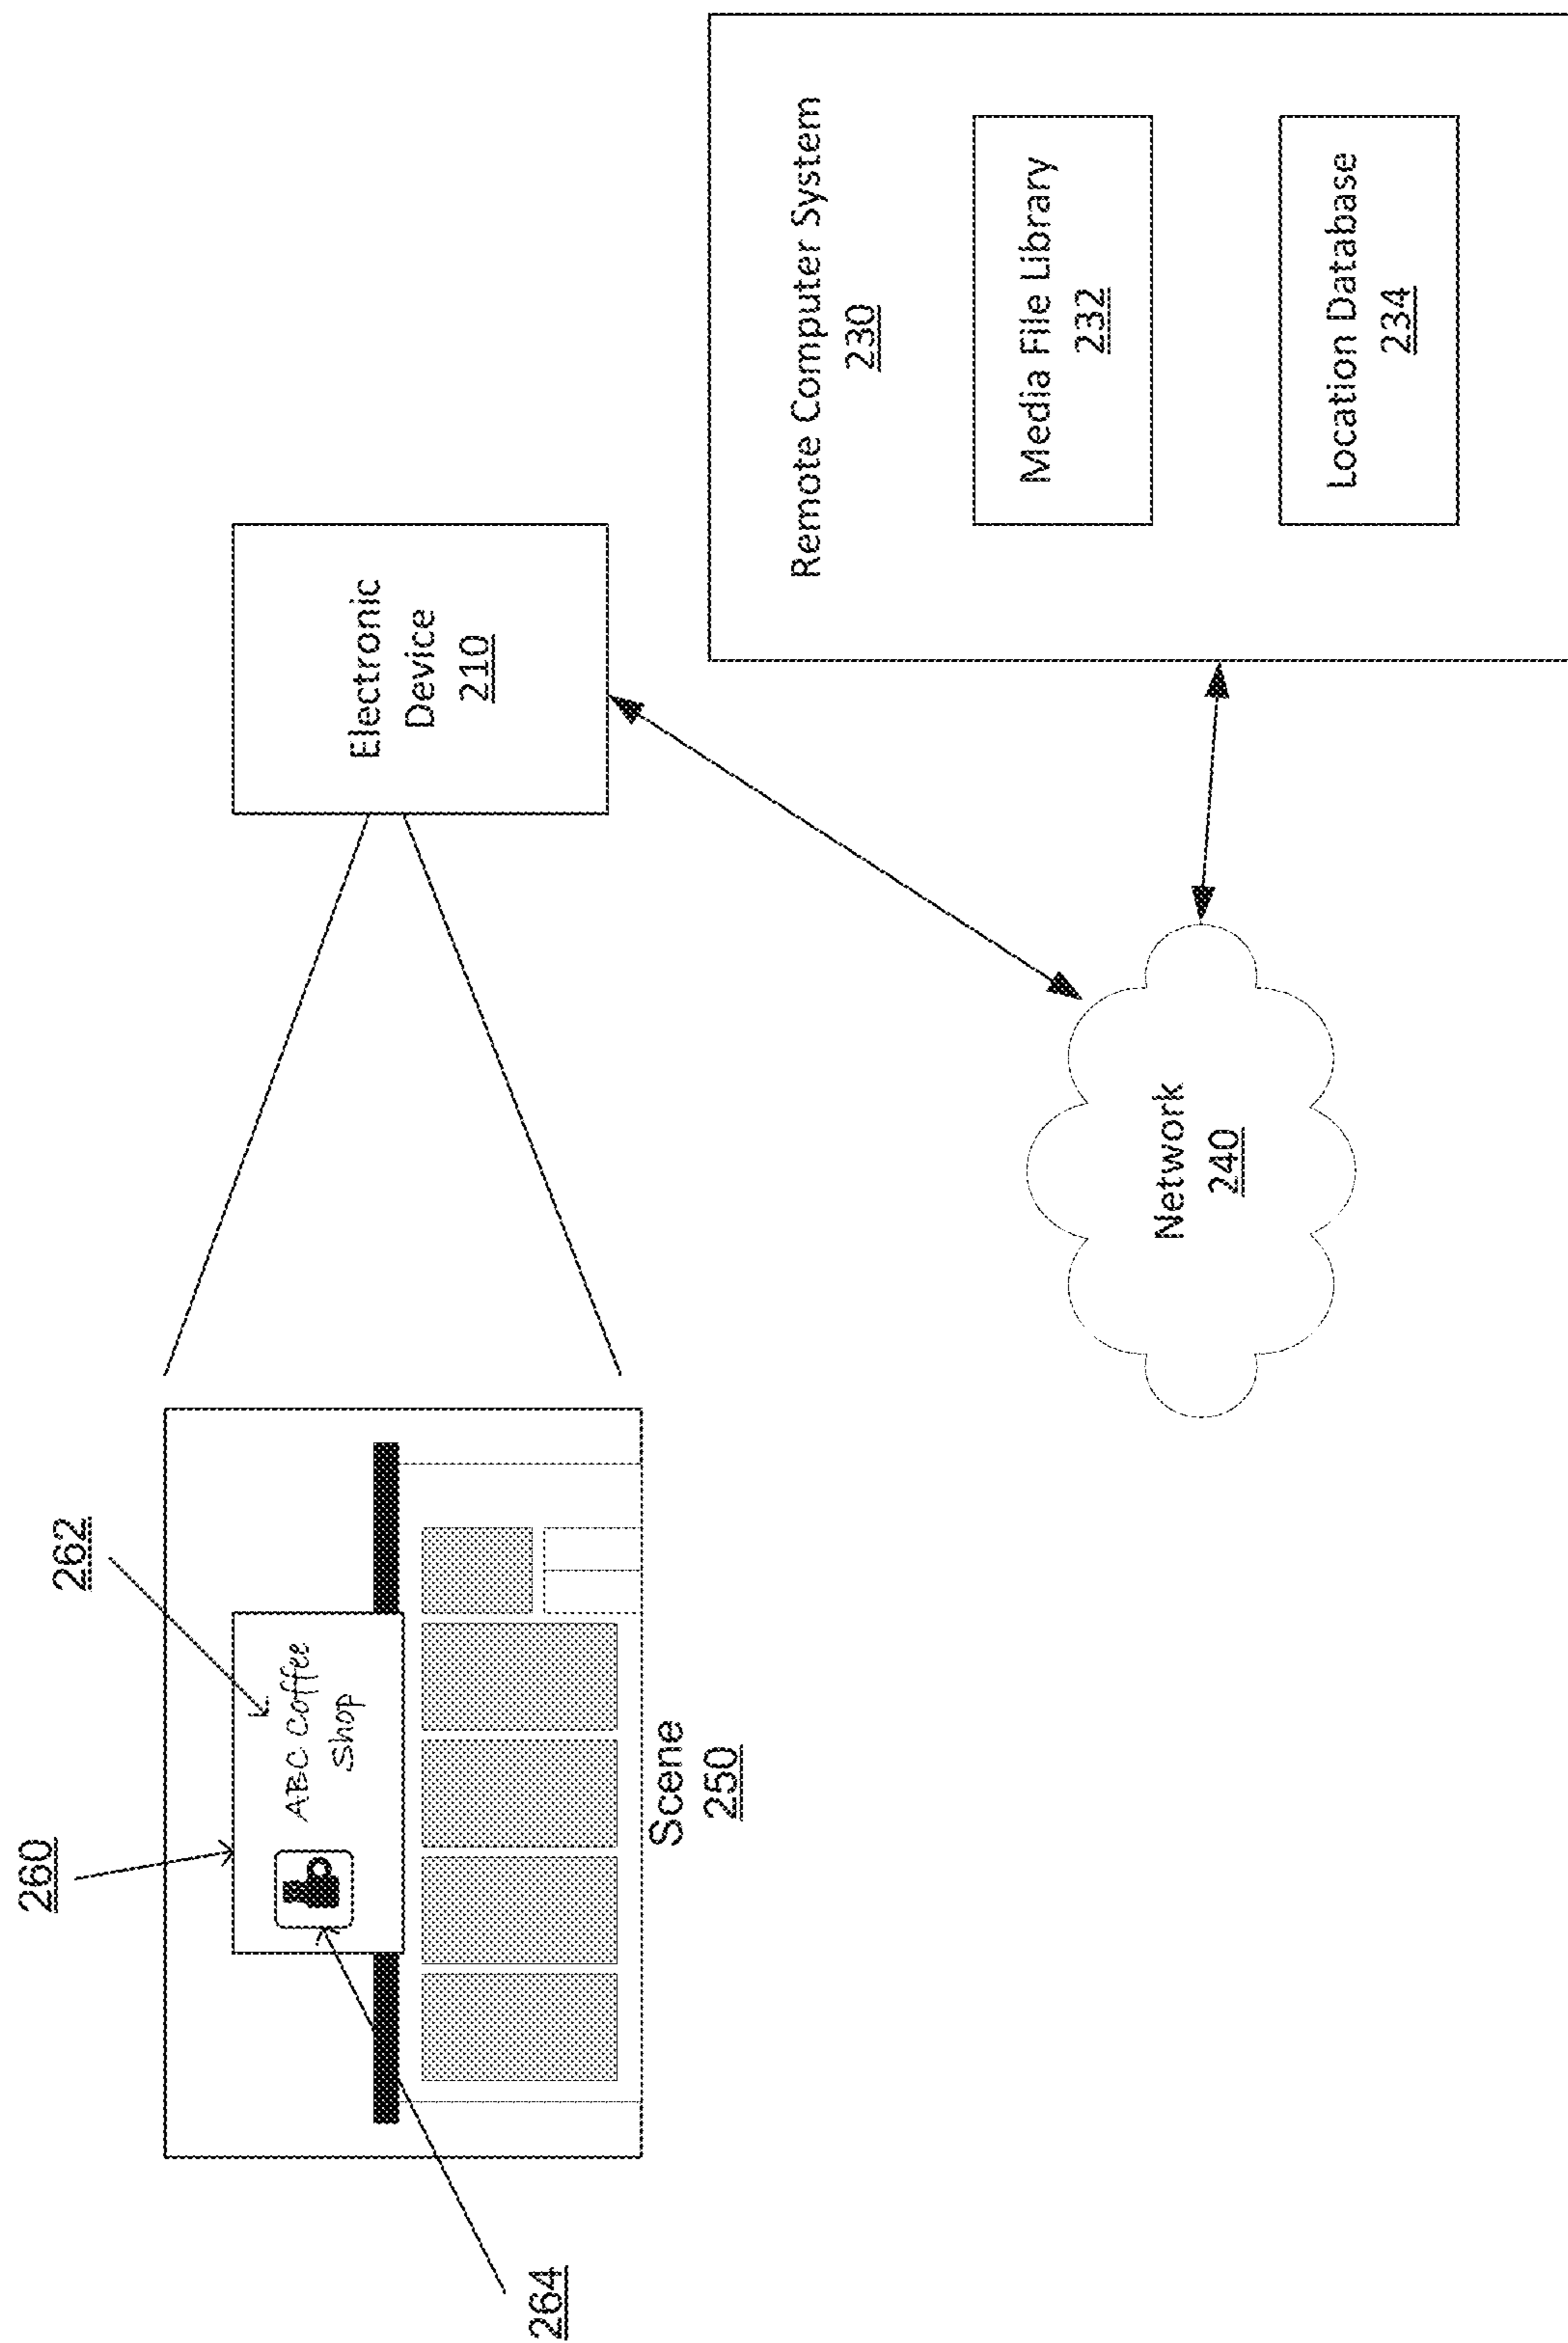 260
262
ABC Coffee
Shop
264
Scene
250
Electronic
Device
210
Network
240
Remote Computer System
230
Media File Library
232
Location Database
234